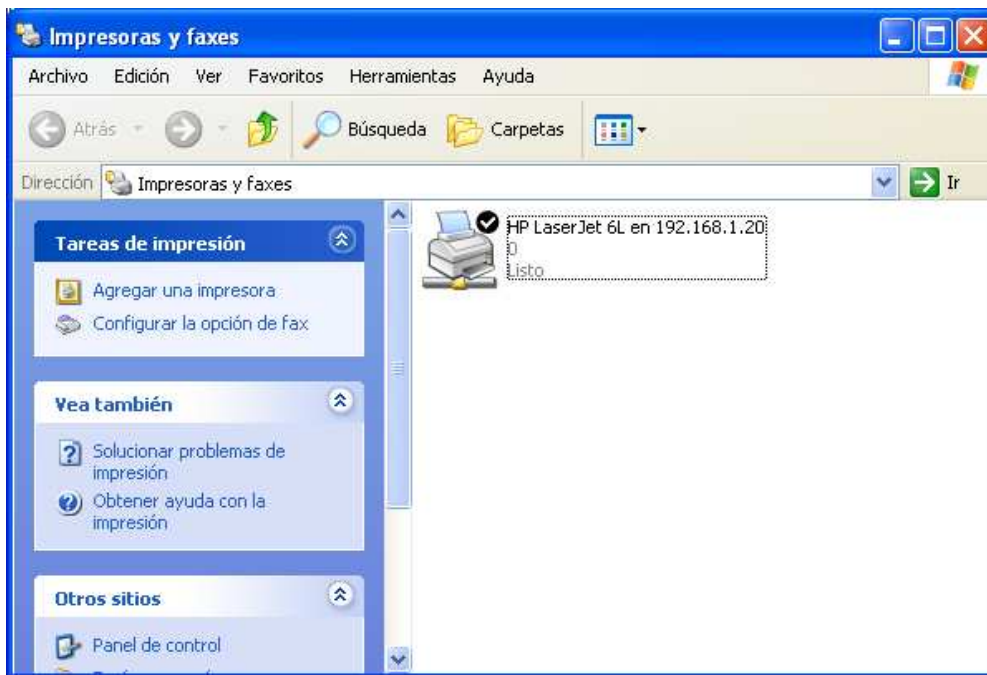 Impresoras y faxes
Archivo Edición Ver Favoritos Herramientas Ayuda
Atrás Búsqueda Carpetas
Dirección Impresoras y faxes Ir
Tareas de impresión
Agregar una impresora
Configurar la opción de fax
Vea también
Solucionar problemas de
impresión
Obtener ayuda con la
impresión
Otros sitios
Panel de control
HP LaserJet 6L en 192.168.1.20
0
Listo